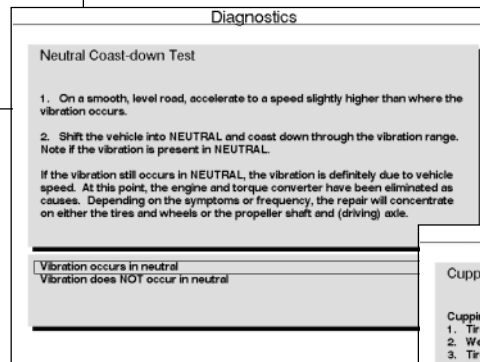 Diagnostics
Neutral Coast-down Test
1. On a smooth, level road, accelerate to a speed slightly higher than where the
vibration occurs.
2. Shift the vehicle into NEUTRAL and coast down through the vibration range.
Note if the vibration is present in NEUTRAL.
If the vibration still occurs in NEUTRAL, the vibration is definitely due to vehicle
speed. At this point, the engine and torque converter have been eliminated as
causes. Depending on the symptoms or frequency, the repair will concentrate
on either the tires and wheels or the propeller shaft and (driving) axle.
Vibration occurs in neutral
Vibration does NOT occur in neutral
Cupp
Cuppin
1. Tir
2. We
3. Tir